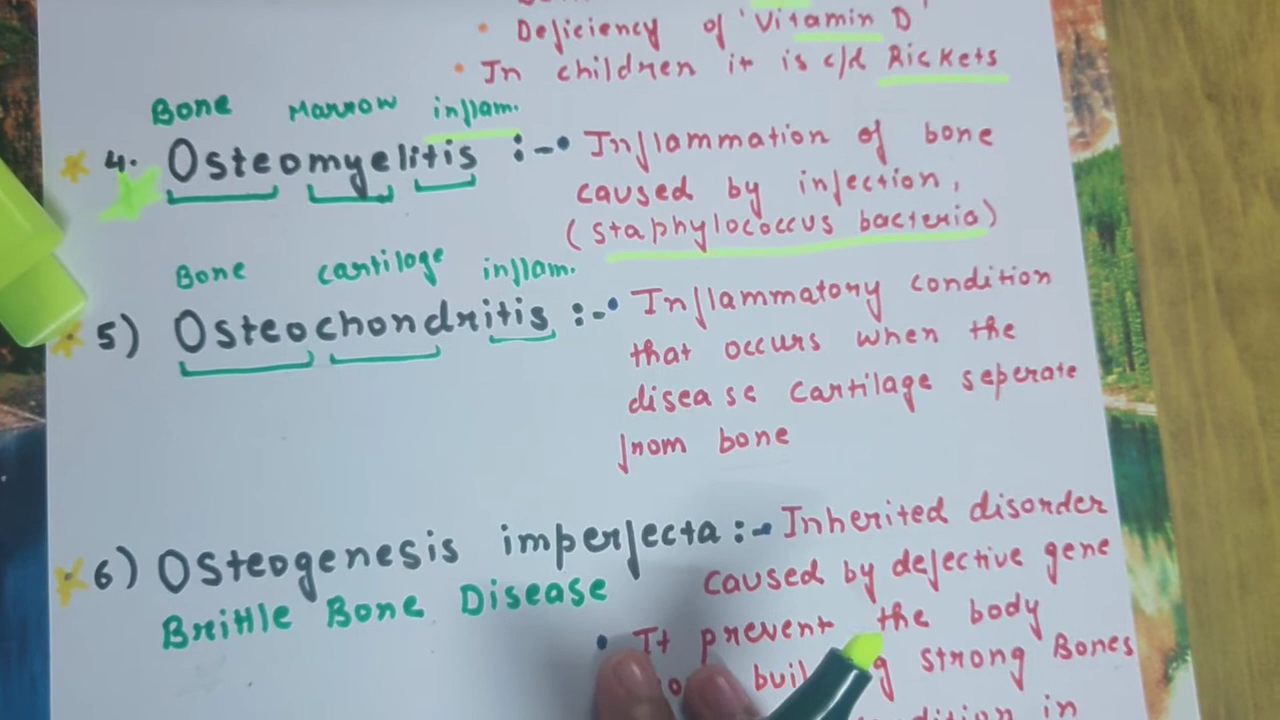 Deficiency of 'Vitamin D'
In children it is c/d Rickets
Bone Marrow inflam.
4. Osteomyelitis :- • Inflammation of bone
caused by infection,
(staphylococcus bacteria)
Bone cartilage inflam.
5) Osteochondritis :- • Inflammatory condition
that occurs when the
disease cartilage seperate
from bone
6) Osteogenesis imperfecta :- • Inherited disorder
Brittle Bone Disease
caused by defective gene
• It prevent the body
strong Bones
in